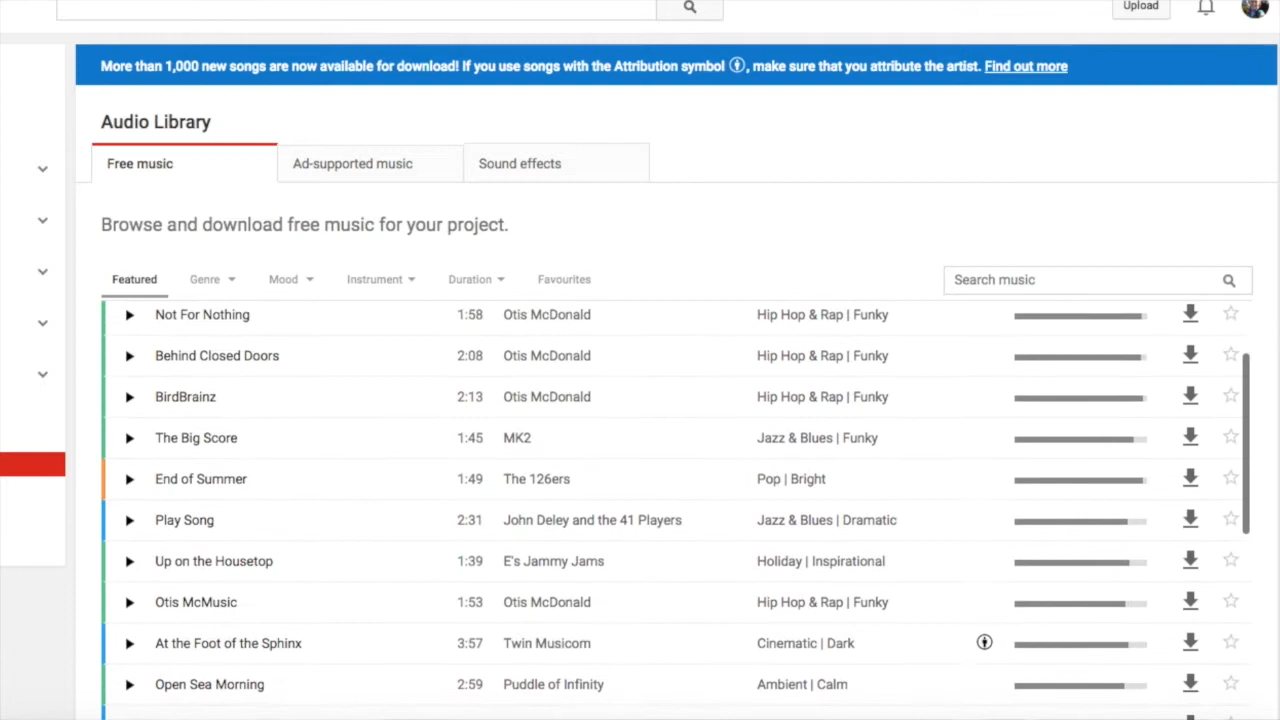 Upload
More than 1,000 new songs are now available for download! If you use songs with the Attribution symbol , make sure that you attribute the artist. Find out more
Audio Library
Free music Ad-supported music Sound effects
Browse and download free music for your project.
Featured Genre Mood Instrument Duration Favourites Search music
Not For Nothing 1:58 Otis McDonald Hip Hop & Rap | Funky
Behind Closed Doors 2:08 Otis McDonald Hip Hop & Rap | Funky
BirdBrainz 2:13 Otis McDonald Hip Hop & Rap | Funky
The Big Score 1:45 MK2 Jazz & Blues | Funky
End of Summer 1:49 The 126ers Pop | Bright
Play Song 2:31 John Deley and the 41 Players Jazz & Blues | Dramatic
Up on the Housetop 1:39 E's Jammy Jams Holiday | Inspirational
Otis McMusic 1:53 Otis McDonald Hip Hop & Rap | Funky
At the Foot of the Sphinx 3:57 Twin Musicom Cinematic | Dark
Open Sea Morning 2:59 Puddle of Infinity Ambient | Calm